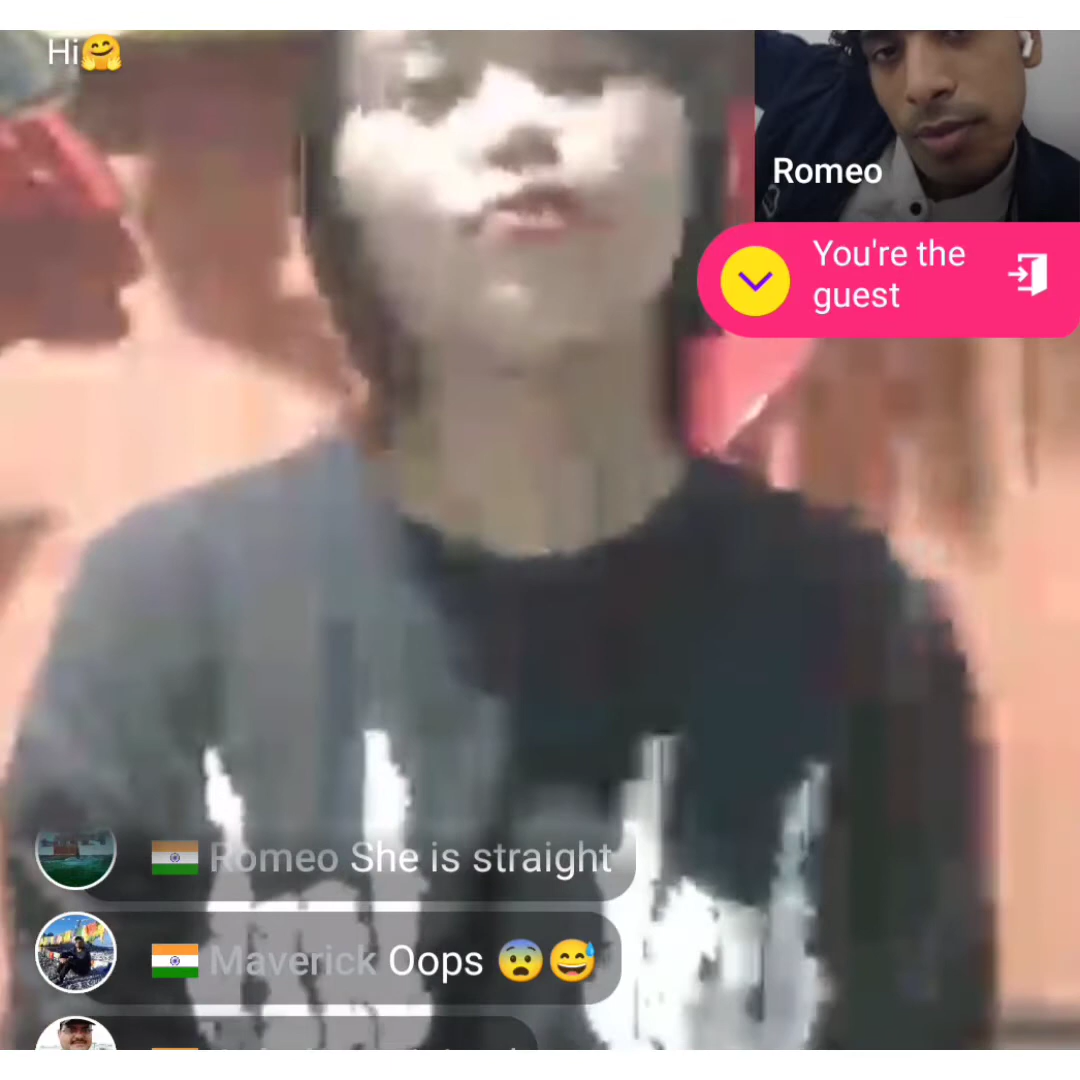 Hi🤗
Romeo
You're the
guest
Romeo She is straight
Maverick Oops 😨😅